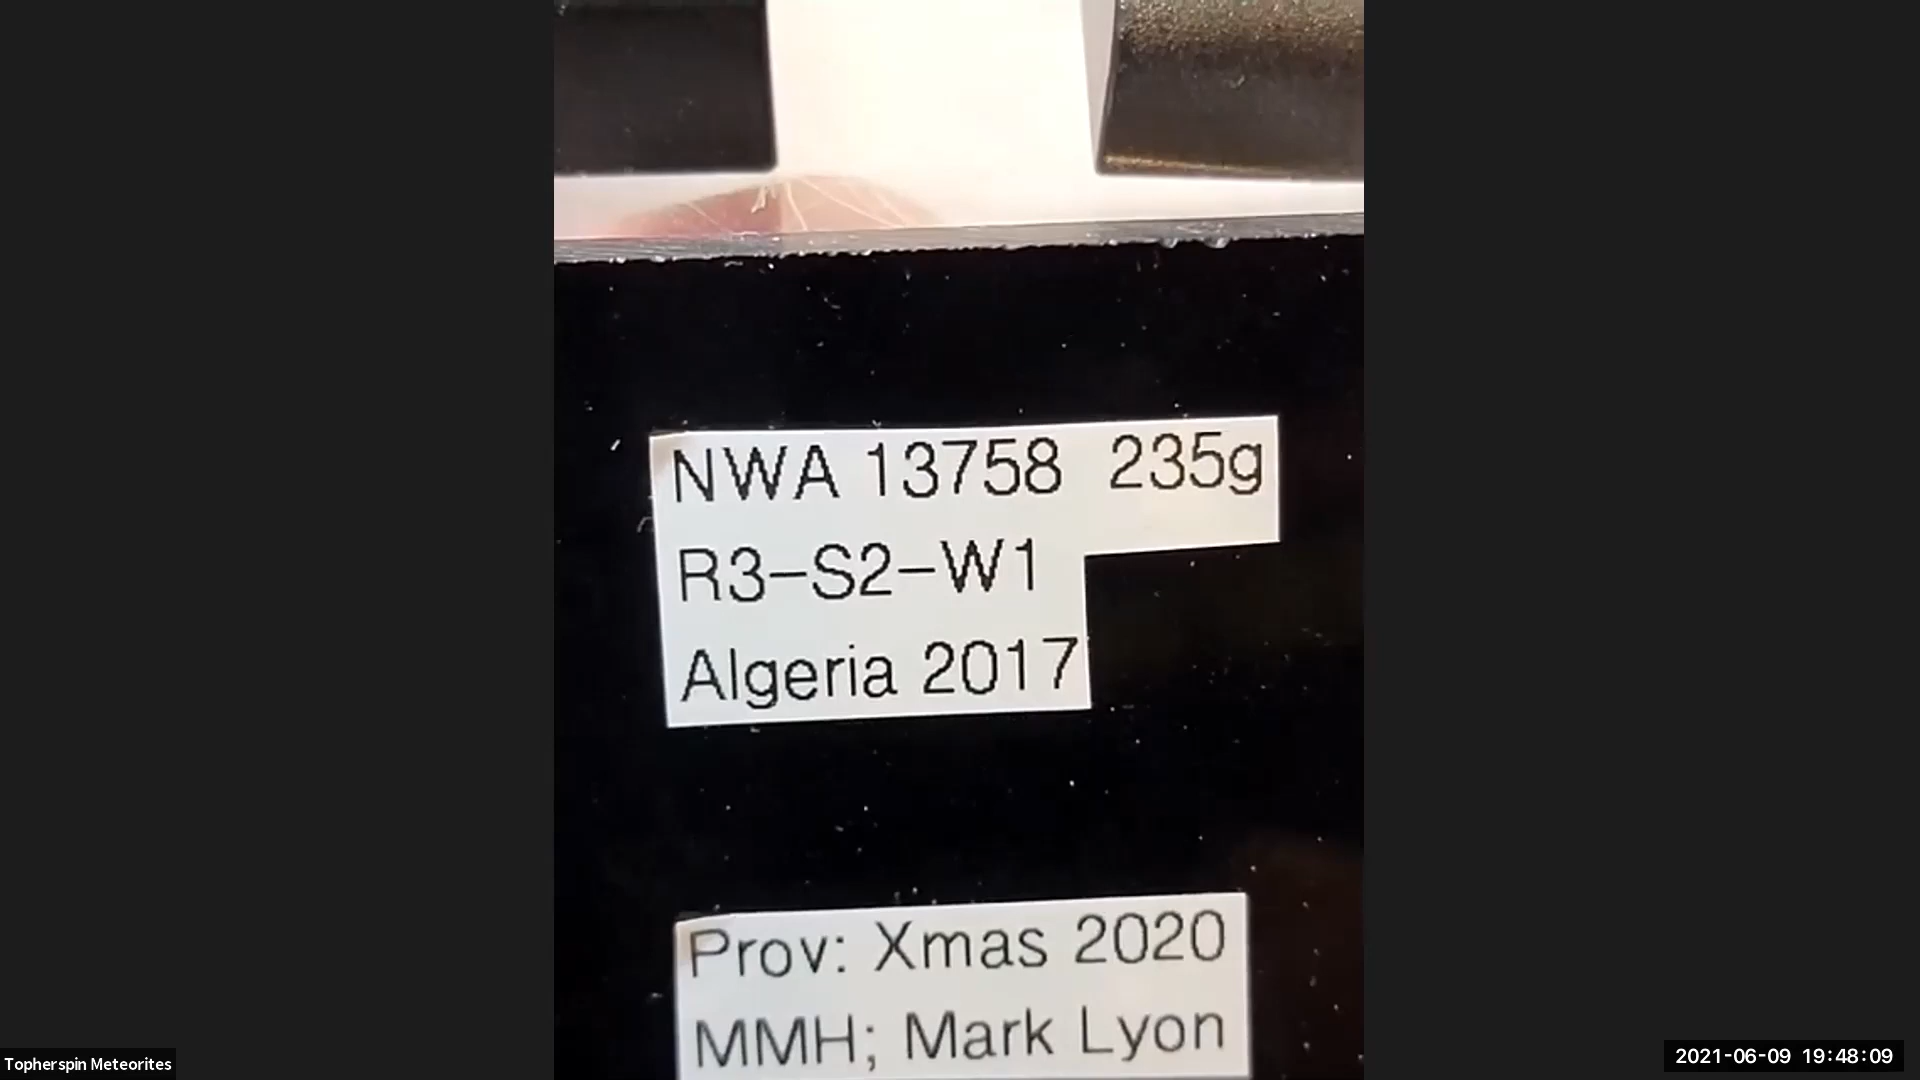 NWA 13758 235g
R3-S2-W1
Algeria 2017
Prov: Xmas 2020
MMH; Mark Lyon
Topherspin Meteorites
2021-06-09 19:48:09